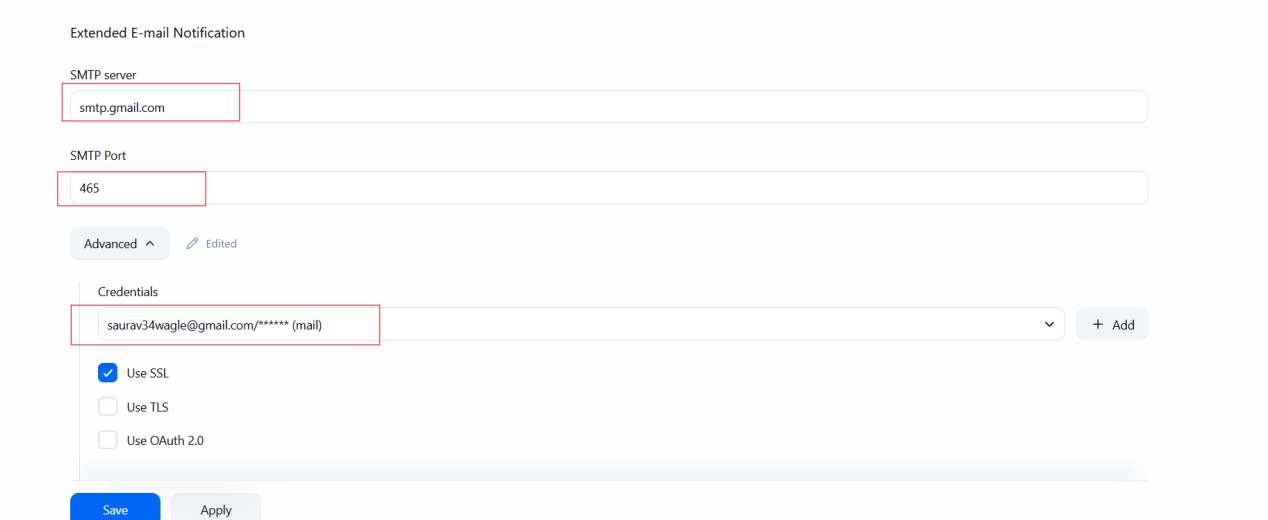 Extended E-mail Notification
SMTP server
smtp.gmail.com
SMTP Port
465
Advanced Edited
Credentials
saurav34wagle@gmail.com/****** (mail)
+ Add
Use SSL
Use TLS
Use OAuth 2.0
Save Apply